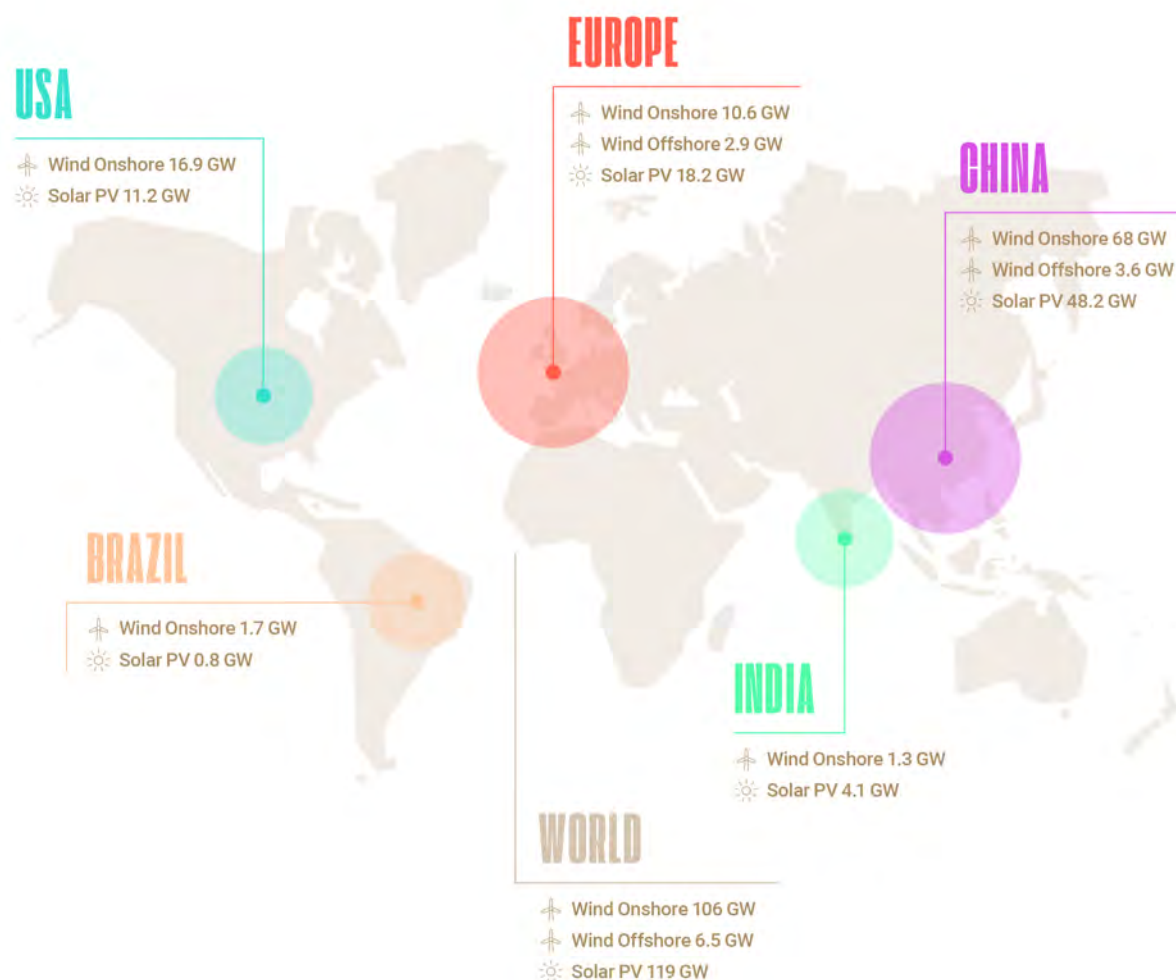 EUROPE
Wind Onshore 10.6 GW
Wind Offshore 2.9 GW
Solar PV 18.2 GW
USA
Wind Onshore 16.9 GW
Solar PV 11.2 GW
CHINA
Wind Onshore 68 GW
Wind Offshore 3.6 GW
Solar PV 48.2 GW
BRAZIL
Wind Onshore 1.7 GW
Solar PV 0.8 GW
INDIA
Wind Onshore 1.3 GW
Solar PV 4.1 GW
WORLD
Wind Onshore 106 GW
Wind Offshore 6.5 GW
Solar PV 119 GW